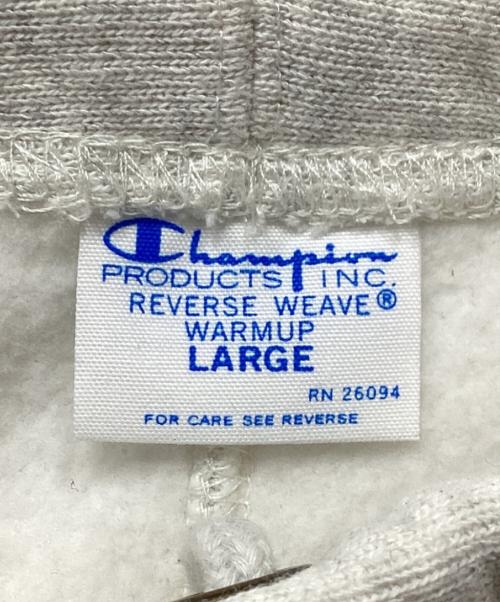 Champion
PRODUCTS INC.
REVERSE WEAVE®
WARMUP
LARGE
RN 26094
FOR CARE SEE REVERSE